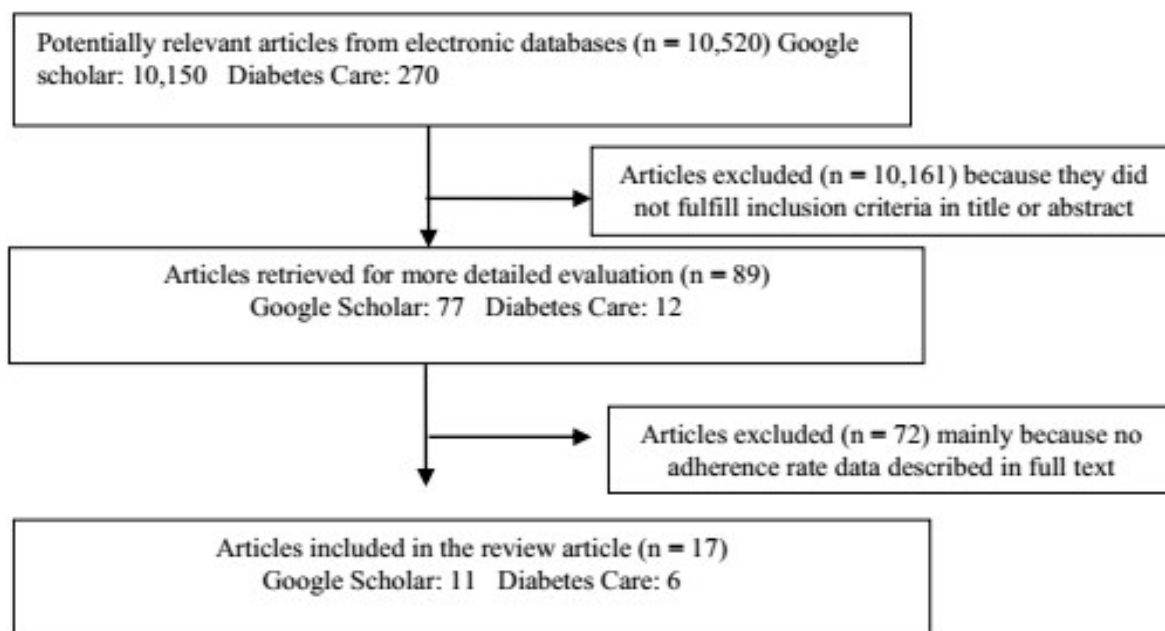 Potentially relevant articles from electronic databases (n = 10,520) Google
scholar: 10,150 Diabetes Care: 270
Articles excluded (n = 10,161) because they did
not fulfill inclusion criteria in title or abstract
Articles retrieved for more detailed evaluation (n = 89)
Google Scholar: 77 Diabetes Care: 12
Articles excluded (n = 72) mainly because no
adherence rate data described in full text
Articles included in the review article (n = 17)
Google Scholar: 11 Diabetes Care: 6